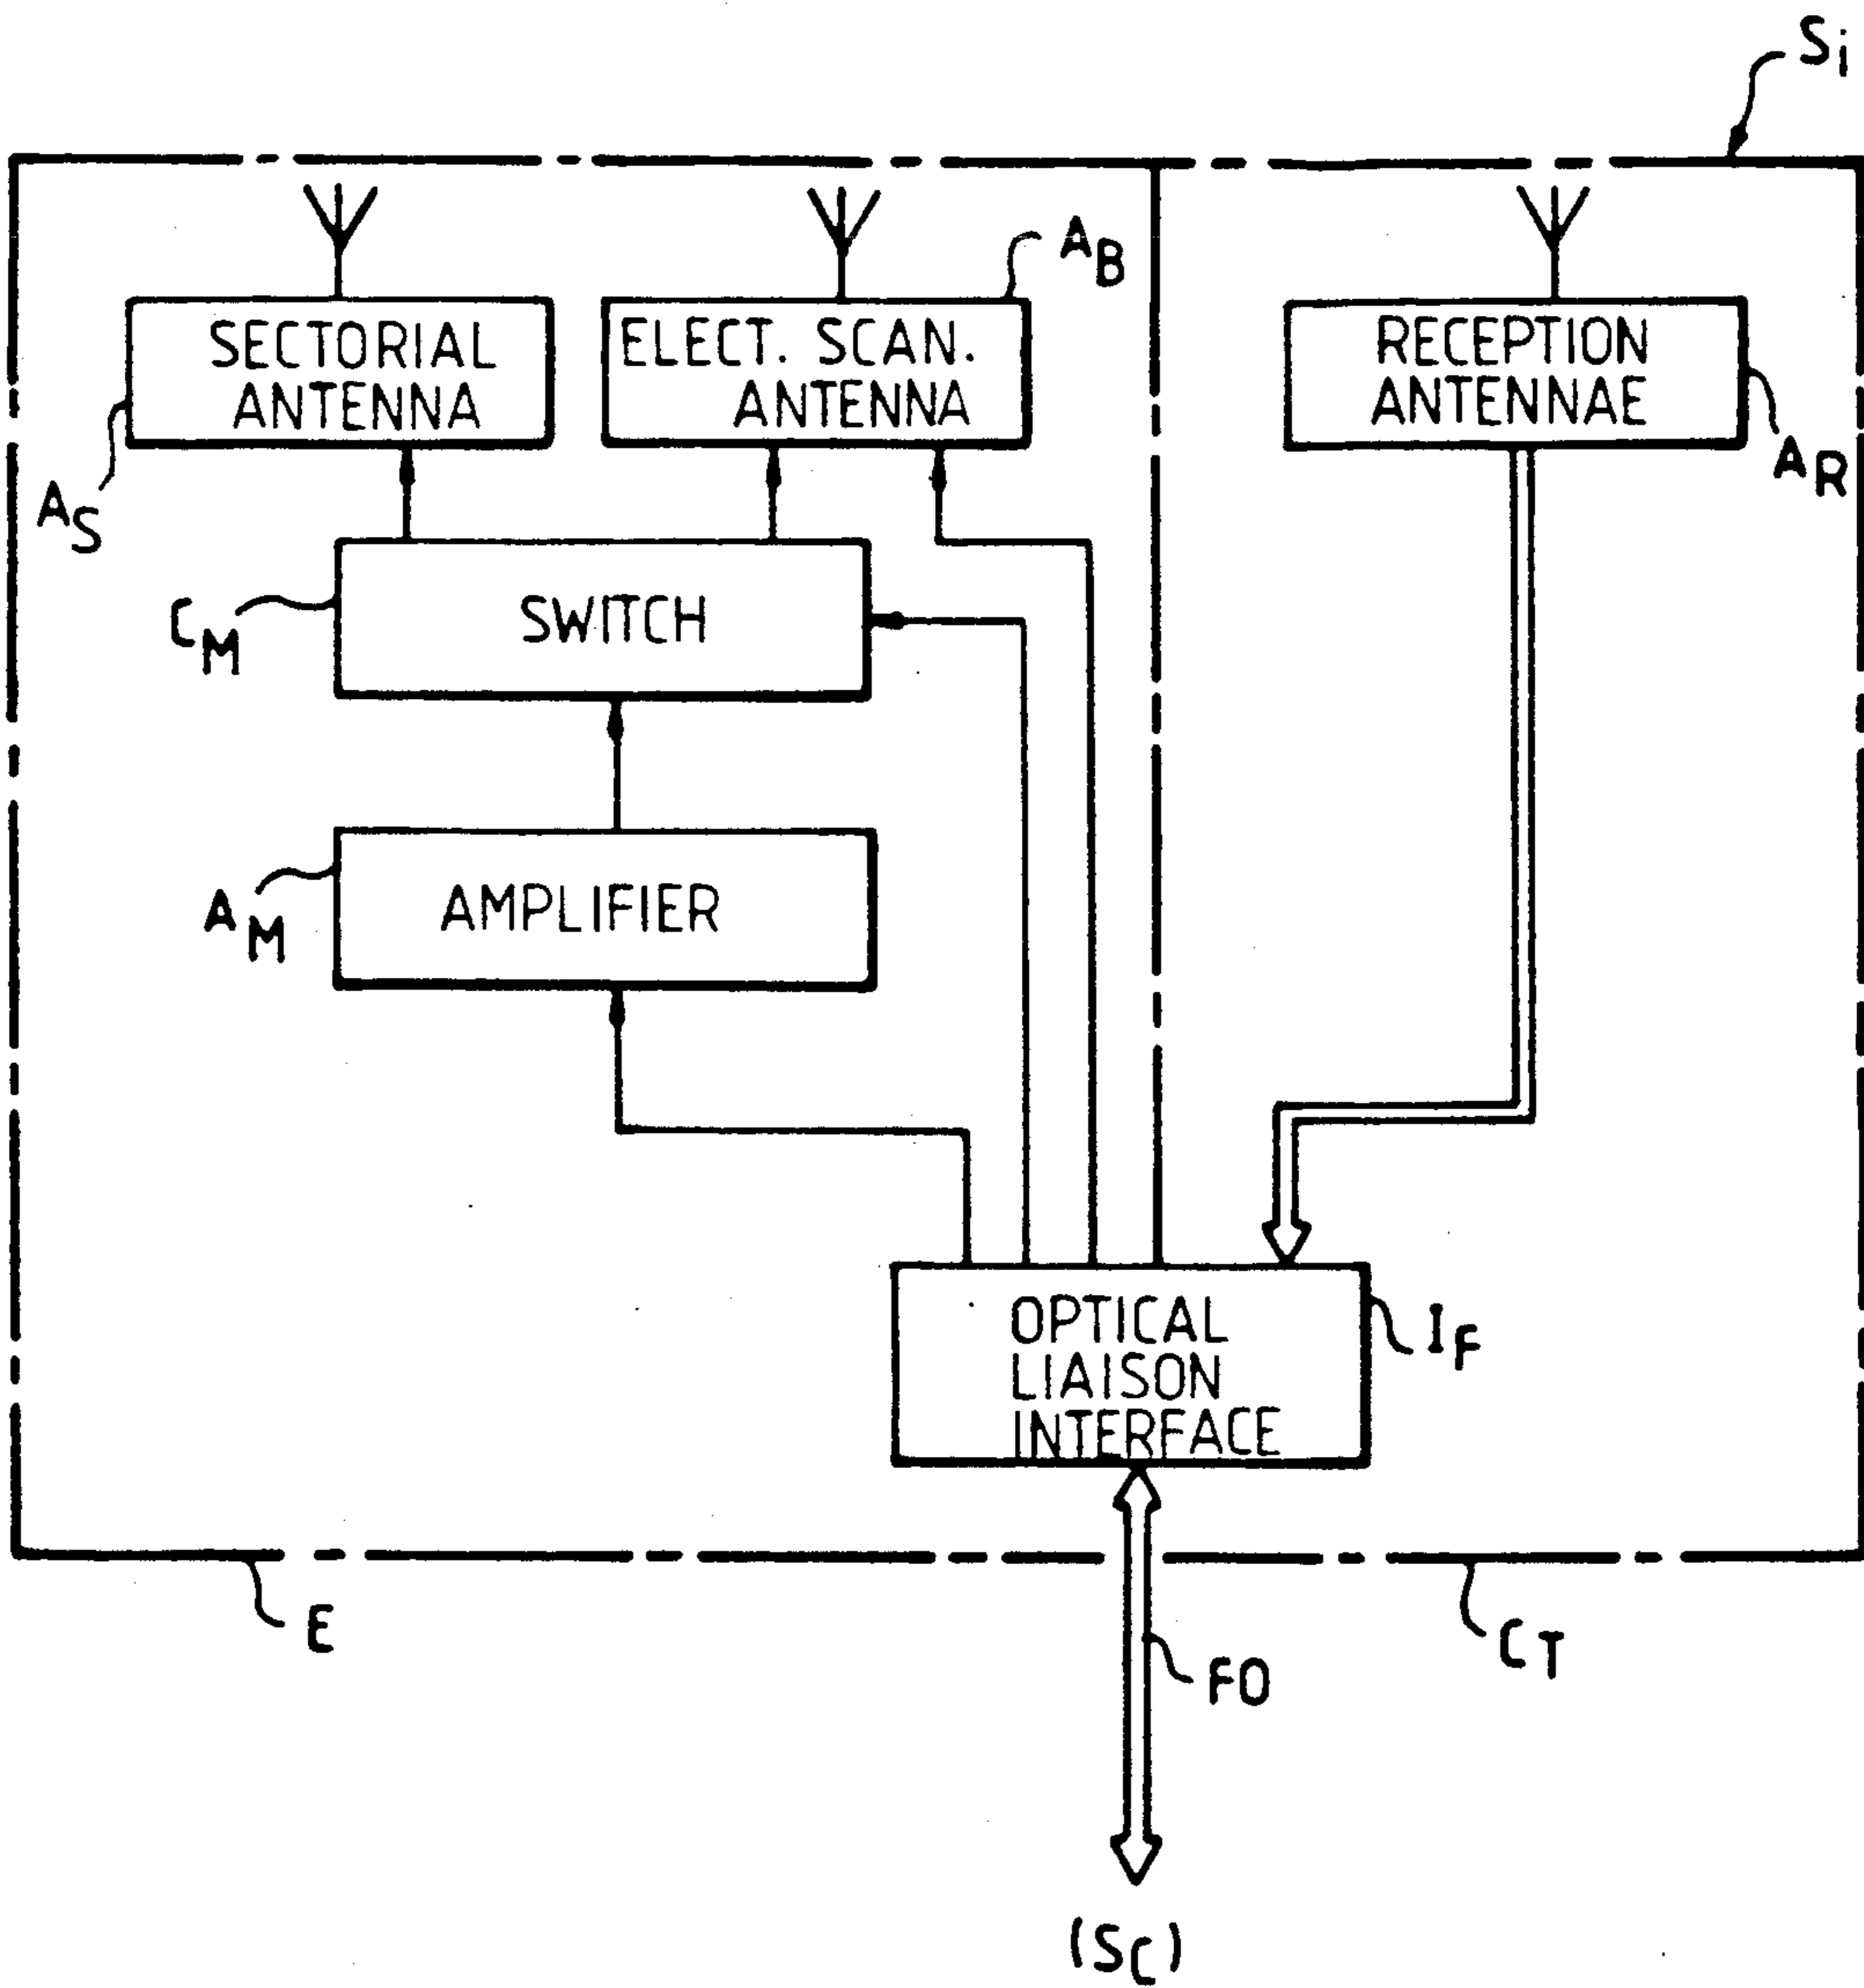 Si
AB
SECTORIAL
ANTENNA
ELECT. SCAN.
ANTENNA
RECEPTION
ANTENNAE
AS
AR
CM
SWITCH
AM
AMPLIFIER
OPTICAL
LIAISON
INTERFACE
IF
E
CT
FO
(SC)